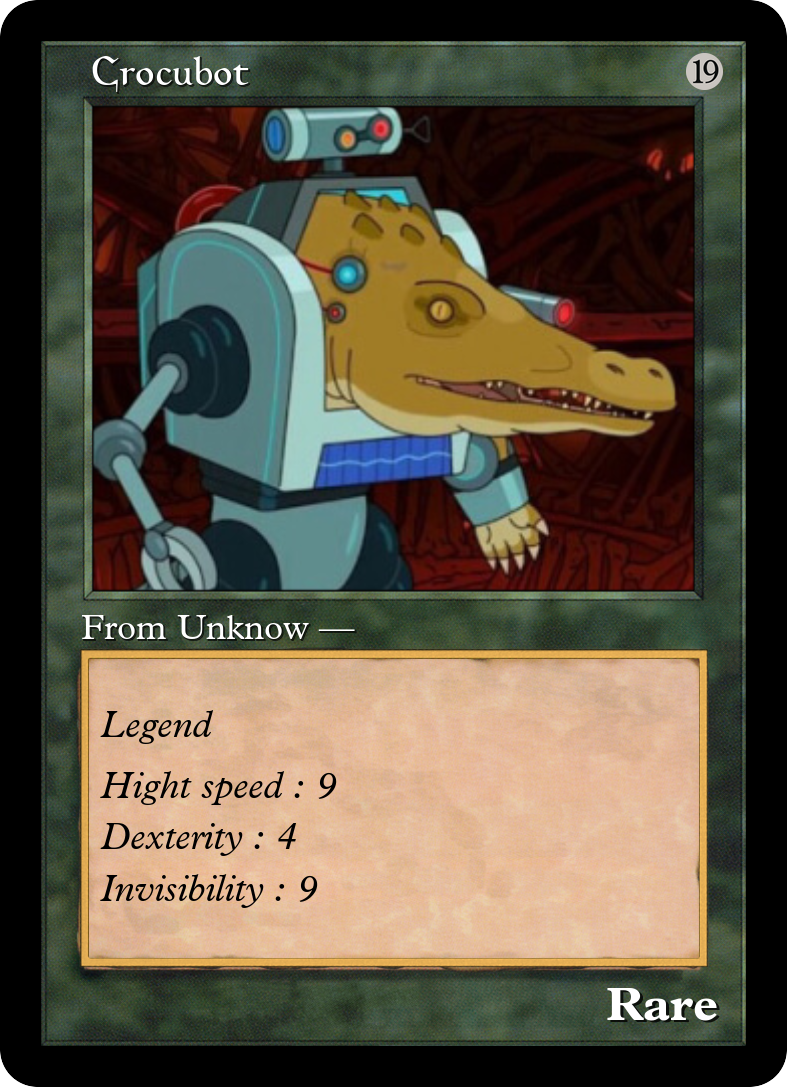 Crocubot
19
From Unknow —
Legend
Hight speed : 9
Dexterity : 4
Invisibility : 9
Rare